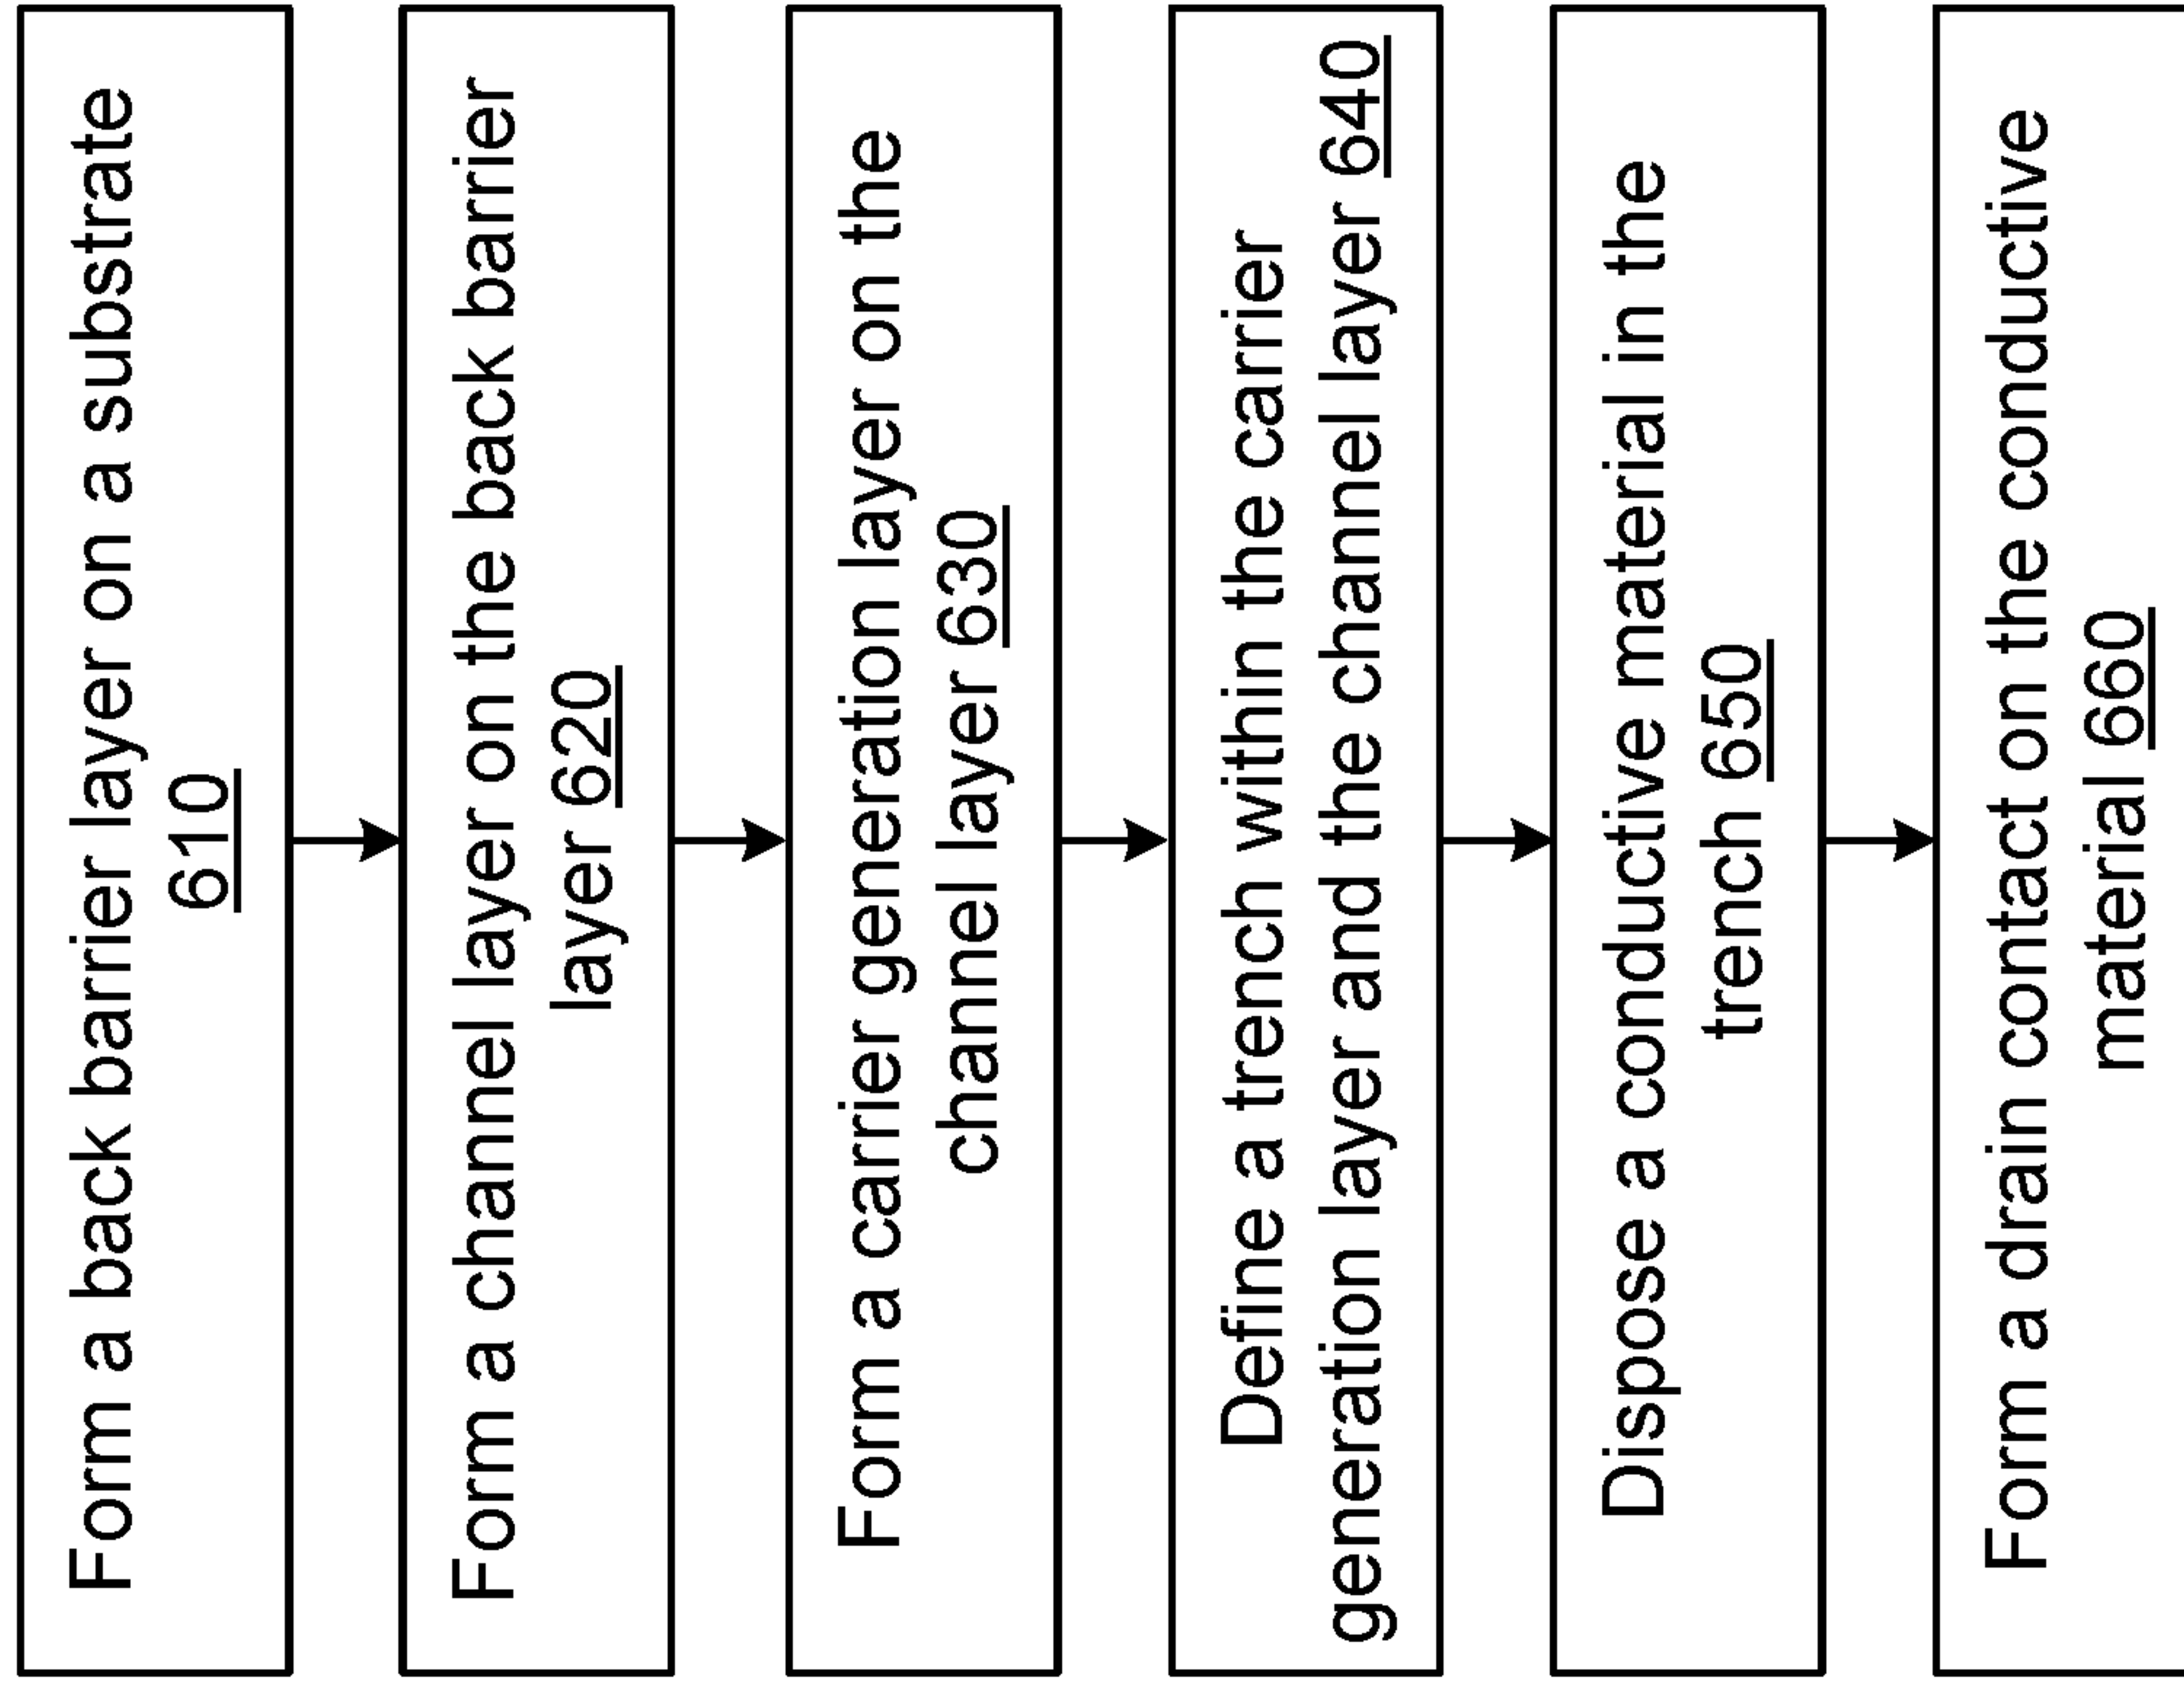 Form a back barrier layer on a substrate
610
Form a channel layer on the back barrier
layer 620
Form a carrier generation layer on the
channel layer 630
Define a trench within the carrier
generation layer and the channel layer 640
Dispose a conductive material in the
trench 650
Form a drain contact on the conductive
material 660